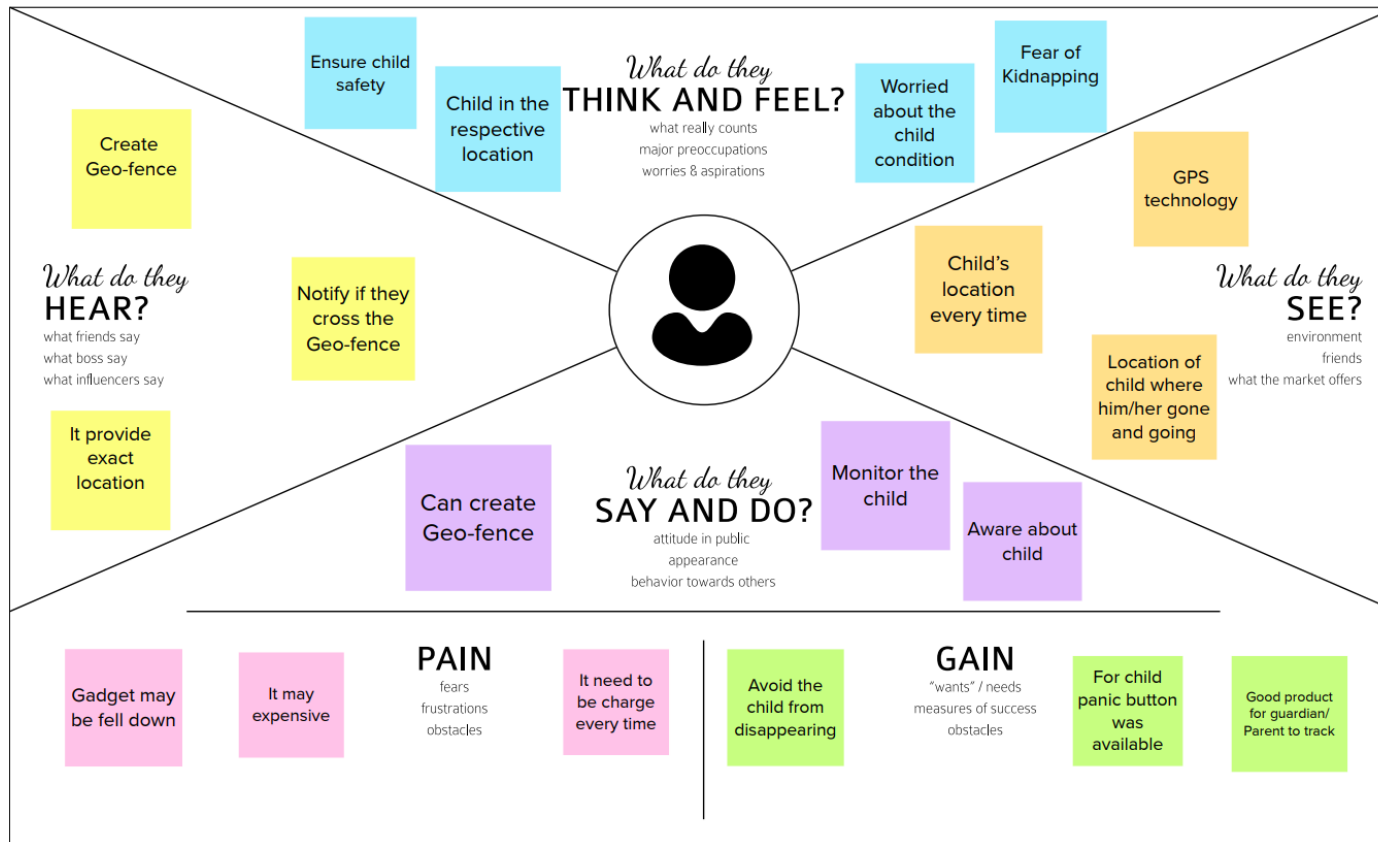 Ensure child
safety
Child in the
respective
location
What do they
THINK AND FEEL?
what really counts
major preoccupations
worries & aspirations
Worried
about the
child
condition
Fear of
Kidnapping
Create
Geo-fence
What do they
HEAR?
what friends say
what boss say
what influencers say
Notify if they
cross the
Geo-fence
It provide
exact
location
GPS
technology
Child's
location
every time
What do they
SEE?
environment
friends
what the market offers
Location of
child where
him/her gone
and going
Can create
Geo-fence
What do they
SAY AND DO?
attitude in public
appearance
behavior towards others
Monitor the
child
Aware about
child
Gadget may
be fell down
It may
expensive
PAIN
fears
frustrations
obstacles
It need to
be charge
every time
Avoid the
child from
disappearing
GAIN
"wants" / needs
measures of success
obstacles
For child
panic button
was
available
Good product
for guardian/
Parent to track